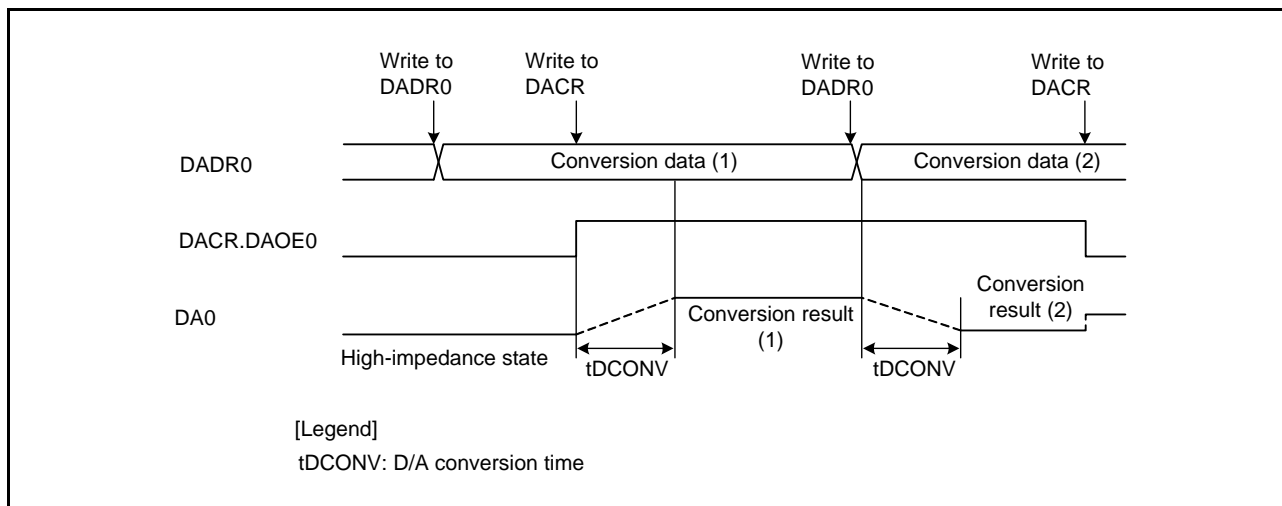 Write to
DADR0
Write to
DACR
Write to
DADR0
Write to
DACR
DADR0
Conversion data (1)
Conversion data (2)
DACR.DAOE0
DA0
Conversion result
(1)
Conversion
result (2)
High-impedance state
tDCONV
tDCONV
[Legend]
tDCONV: D/A conversion time